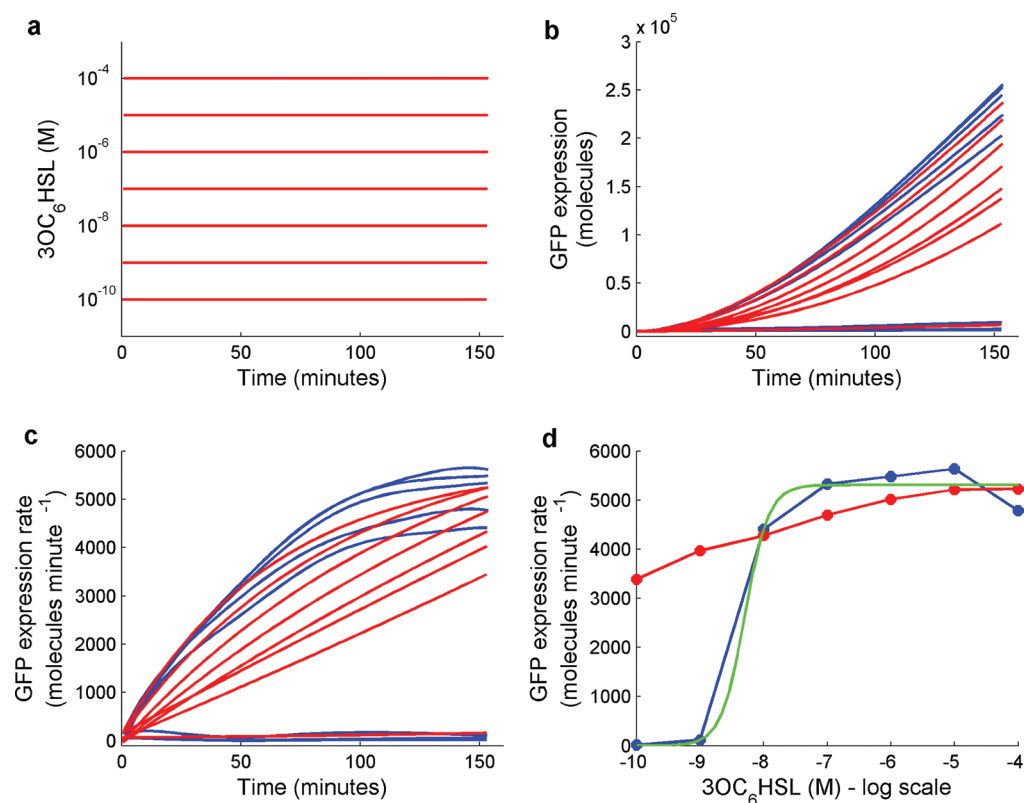 a
3OC6HSL (M)
10-4
10-6
10-8
10-10
0
50
100
150
Time (minutes)
b
x 10^5
GFP expression
(molecules)
3
2.5
2
1.5
1
0.5
0
0
50
100
150
Time (minutes)
c
GFP expression rate
(molecules minute -1)
6000
5000
4000
3000
2000
1000
0
0
50
100
150
Time (minutes)
d
GFP expression rate
(molecules minute -1)
6000
5000
4000
3000
2000
1000
0
-10
-9
-8
-7
-6
-5
-4
3OC6HSL (M) - log scale